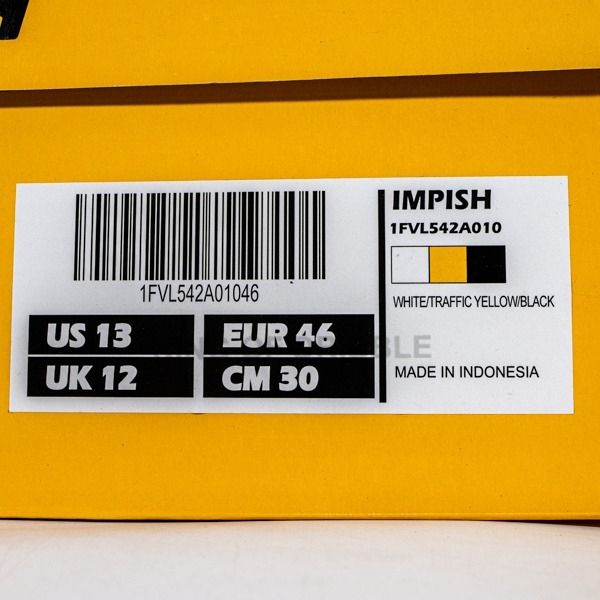 IMPISH
1FVL542A010
1FVL542A01046
WHITE/TRAFFIC YELLOW/BLACK
US 13
EUR 46
UK 12
CM 30
MADE IN INDONESIA